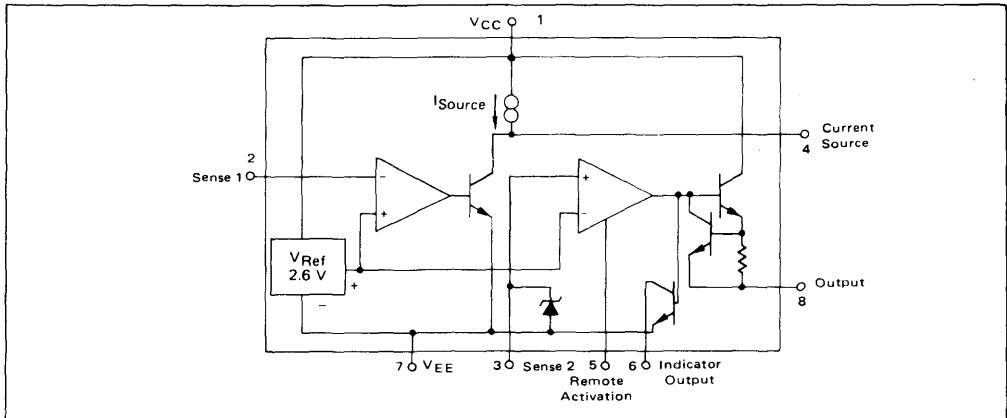 VCC 1
ISource
Current
Source
4
2
Sense 1
-
+
+
-
VRef
2.6 V
+
-
Output
8
7 VEE
3 Sense 2
5
Remote
Activation
6 Indicator
Output